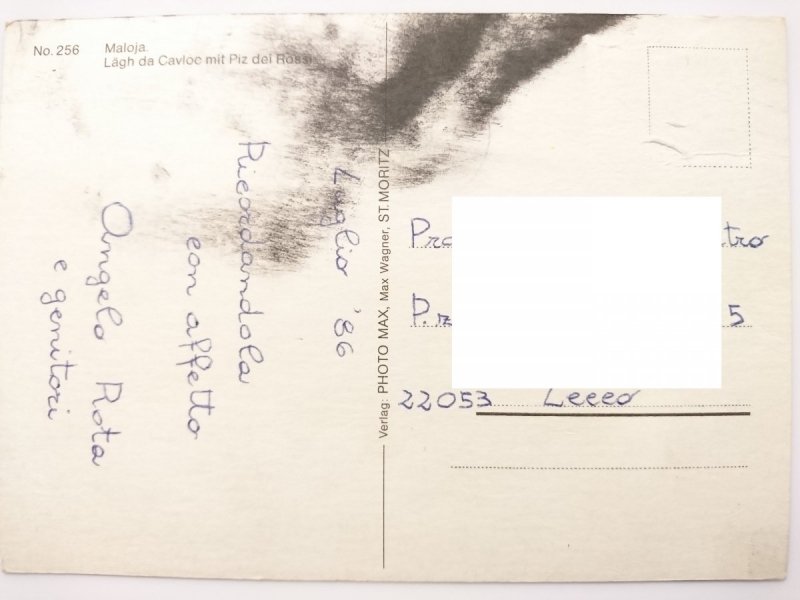 No. 256
Maloja.
Lägh da Cavloc mit Piz dei Rossi
Luglio '86
Ricordandola
con affetto
Angelo Rota
e genitori
Verlag: PHOTO MAX, Max Wagner, ST. MORITZ
5
22053 Lecco